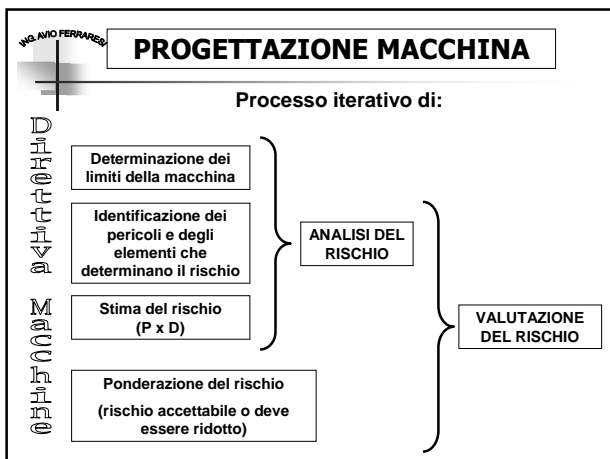 ING. AVIO FERRARESI
PROGETTAZIONE MACCHINA
Processo iterativo di:
Direttiva Macchine
Determinazione dei
limiti della macchina
Identificazione dei
pericoli e degli
elementi che
determinano il rischio
Stima del rischio
(P x D)
ANALISI DEL
RISCHIO
VALUTAZIONE
DEL RISCHIO
Ponderazione del rischio
(rischio accettabile o deve
essere ridotto)